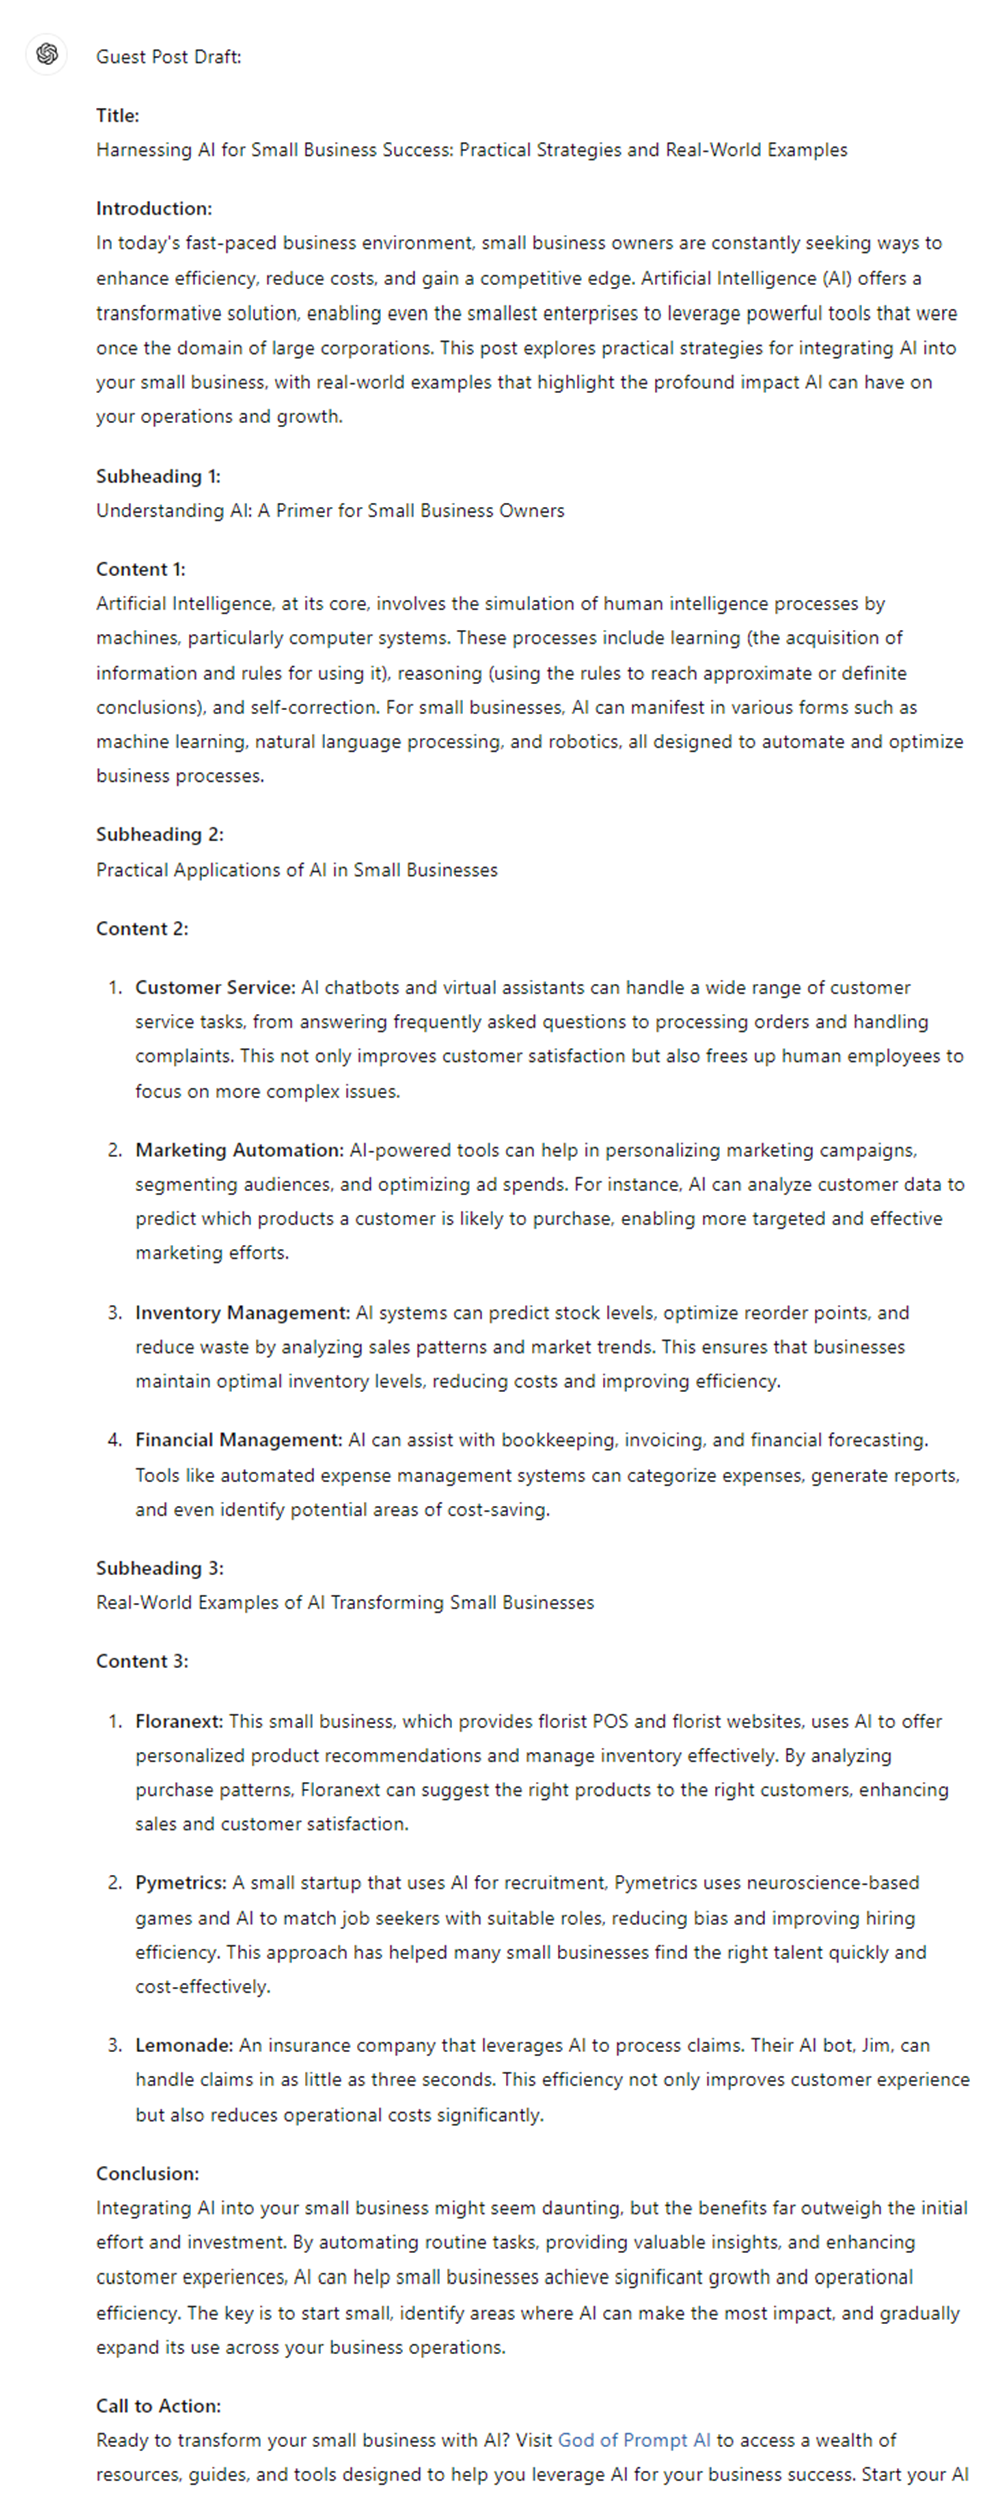 Guest Post Draft:
Title:
Harnessing AI for Small Business Success: Practical Strategies and Real-World Examples
Introduction:
In today's fast-paced business environment, small business owners are constantly seeking ways to
enhance efficiency, reduce costs, and gain a competitive edge. Artificial Intelligence (AI) offers a
transformative solution, enabling even the smallest enterprises to leverage powerful tools that were
once the domain of large corporations. This post explores practical strategies for integrating AI into
your small business, with real-world examples that highlight the profound impact AI can have on
your operations and growth.
Subheading 1:
Understanding AI: A Primer for Small Business Owners
Content 1:
Artificial Intelligence, at its core, involves the simulation of human intelligence processes by
machines, particularly computer systems. These processes include learning (the acquisition of
information and rules for using it), reasoning (using the rules to reach approximate or definite
conclusions), and self-correction. For small businesses, AI can manifest in various forms such as
machine learning, natural language processing, and robotics, all designed to automate and optimize
business processes.
Subheading 2:
Practical Applications of AI in Small Businesses
Content 2:
1. Customer Service: AI chatbots and virtual assistants can handle a wide range of customer
service tasks, from answering frequently asked questions to processing orders and handling
complaints. This not only improves customer satisfaction but also frees up human employees to
focus on more complex issues.
2. Marketing Automation: AI-powered tools can help in personalizing marketing campaigns,
segmenting audiences, and optimizing ad spends. For instance, AI can analyze customer data to
predict which products a customer is likely to purchase, enabling more targeted and effective
marketing efforts.
3. Inventory Management: AI systems can predict stock levels, optimize reorder points, and
reduce waste by analyzing sales patterns and market trends. This ensures that businesses
maintain optimal inventory levels, reducing costs and improving efficiency.
4. Financial Management: AI can assist with bookkeeping, invoicing, and financial forecasting.
Tools like automated expense management systems can categorize expenses, generate reports,
and even identify potential areas of cost-saving.
Subheading 3:
Real-World Examples of AI Transforming Small Businesses
Content 3:
1. Floranext: This small business, which provides florist POS and florist websites, uses AI to offer
personalized product recommendations and manage inventory effectively. By analyzing
purchase patterns, Floranext can suggest the right products to the right customers, enhancing
sales and customer satisfaction.
2. Pymetrics: A small startup that uses AI for recruitment, Pymetrics uses neuroscience-based
games and AI to match job seekers with suitable roles, reducing bias and improving hiring
efficiency. This approach has helped many small businesses find the right talent quickly and
cost-effectively.
3. Lemonade: An insurance company that leverages AI to process claims. Their AI bot, Jim, can
handle claims in as little as three seconds. This efficiency not only improves customer experience
but also reduces operational costs significantly.
Conclusion:
Integrating AI into your small business might seem daunting, but the benefits far outweigh the initial
effort and investment. By automating routine tasks, providing valuable insights, and enhancing
customer experiences, AI can help small businesses achieve significant growth and operational
efficiency. The key is to start small, identify areas where AI can make the most impact, and gradually
expand its use across your business operations.
Call to Action:
Ready to transform your small business with AI? Visit God of Prompt AI to access a wealth of
resources, guides, and tools designed to help you leverage AI for your business success. Start your AI